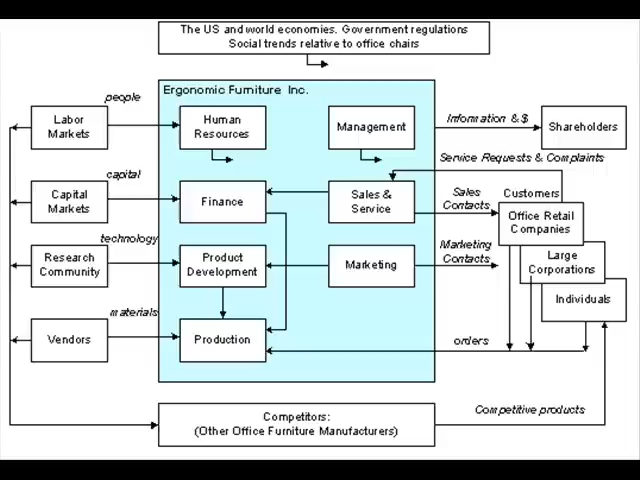 The US and world economies. Government regulations
Social trends relative to office chairs
Ergonomic Furniture Inc.
people
Labor
Markets
Human
Resources
Management
Information & $
Shareholders
Service Requests & Complaints
capital
Capital
Markets
Finance
Sales &
Service
Sales
Contacts
Customers
Office Retail
Companies
technology
Research
Community
Product
Development
Marketing
Marketing
Contacts
Large
Corporations
Individuals
materials
Vendors
Production
orders
Competitors:
(Other Office Furniture Manufacturers)
Competitive products